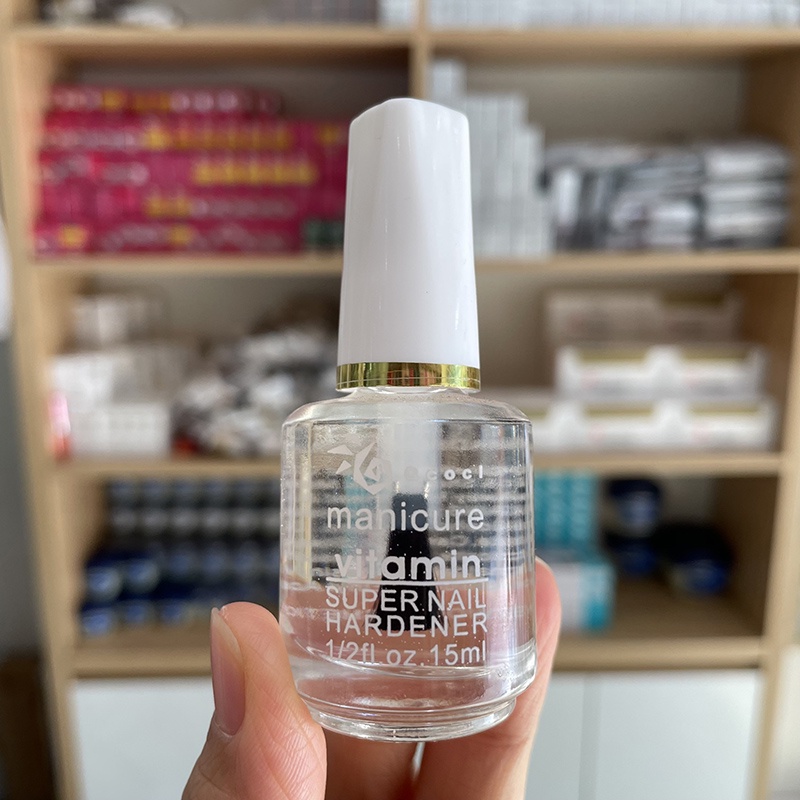 manicure
vitamin
SUPER NAIL
HARDENER
1/2fl.oz.15ml